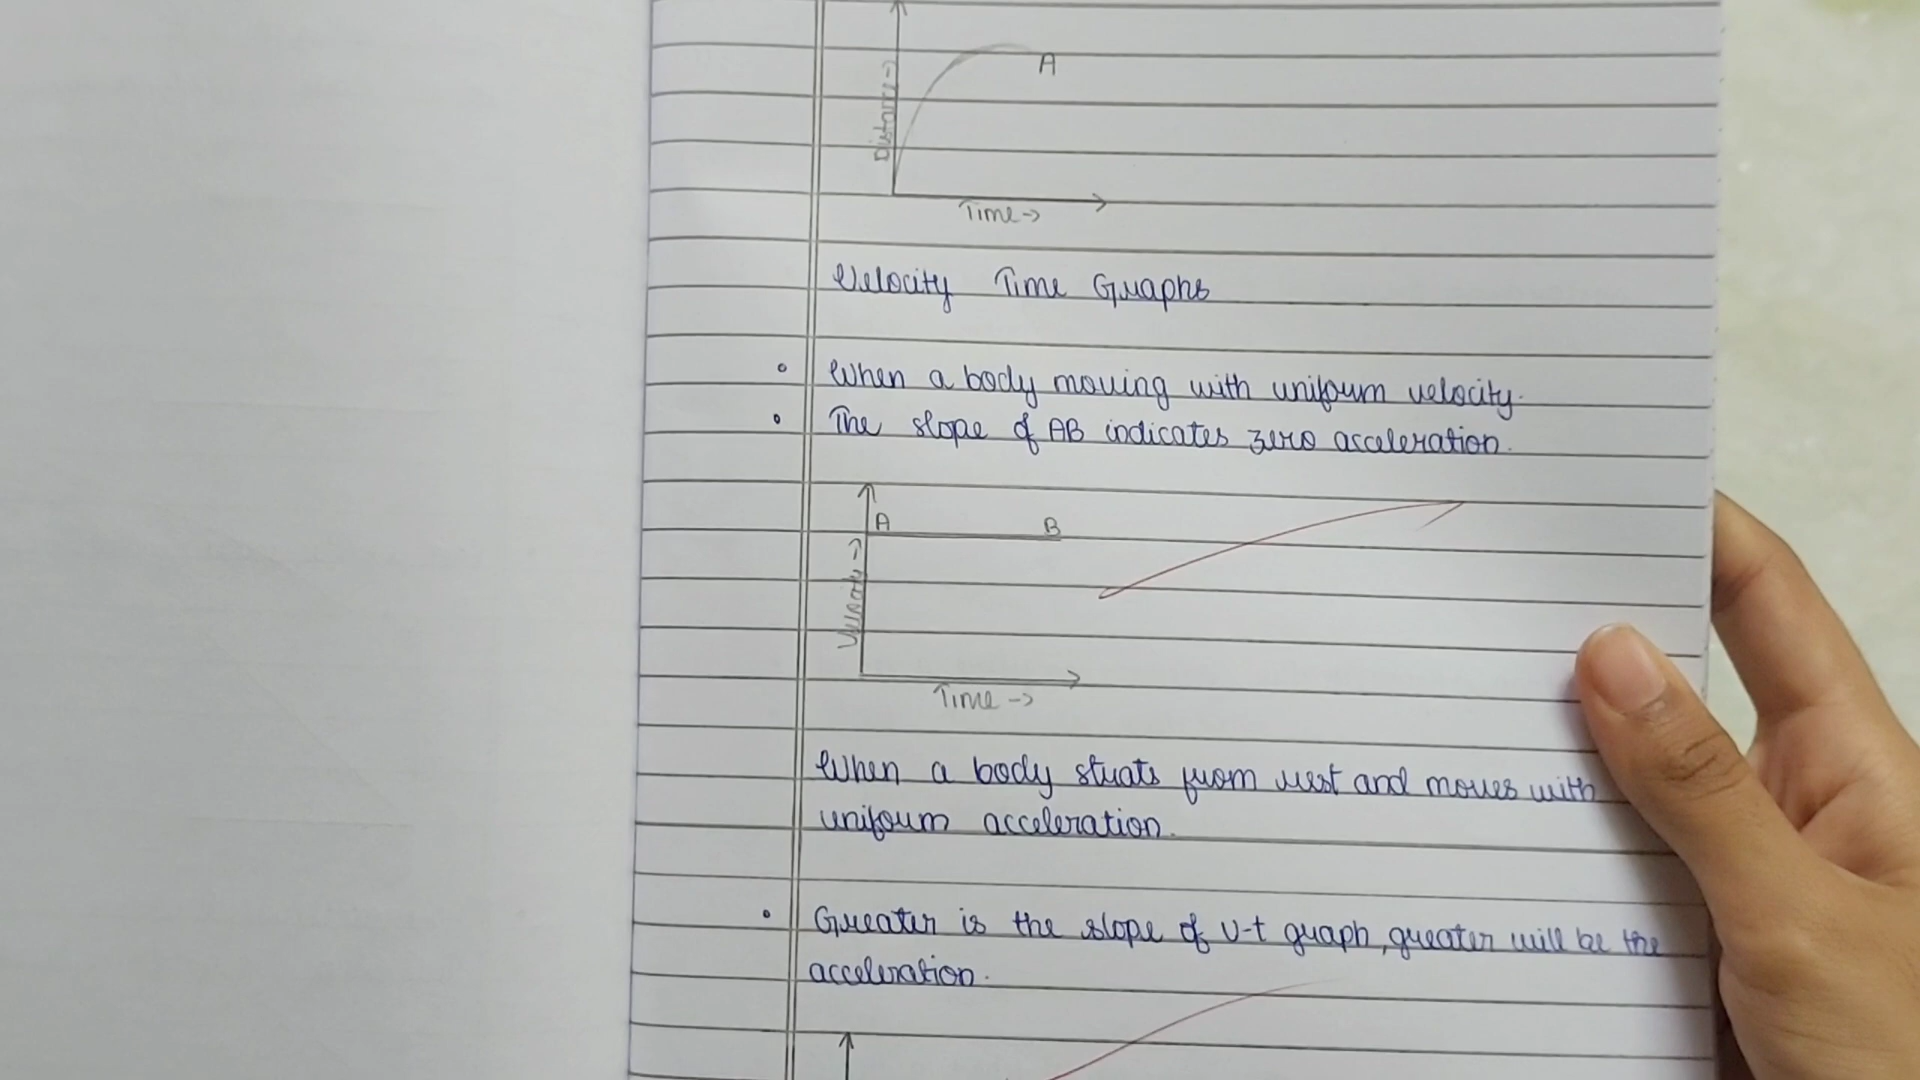 Distance →
A
Time →
Velocity Time Graphs
When a body moving with uniform velocity.
The slope of AB indicates zero acceleration.
A B
Velocity →
Time →
When a body strats from rest and moves with
uniform acceleration.
Greater is the slope of v-t graph, greater will be the
acceleration.